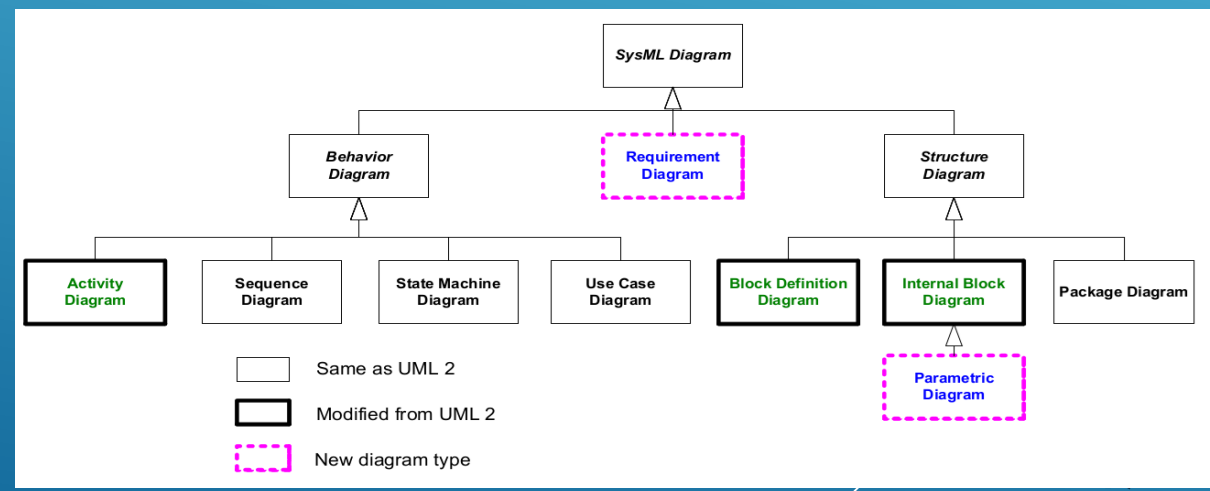 SysML Diagram
Behavior
Diagram
Requirement
Diagram
Structure
Diagram
Activity
Diagram
Sequence
Diagram
State Machine
Diagram
Use Case
Diagram
Block Definition
Diagram
Internal Block
Diagram
Package Diagram
Parametric
Diagram
Same as UML 2
Modified from UML 2
New diagram type